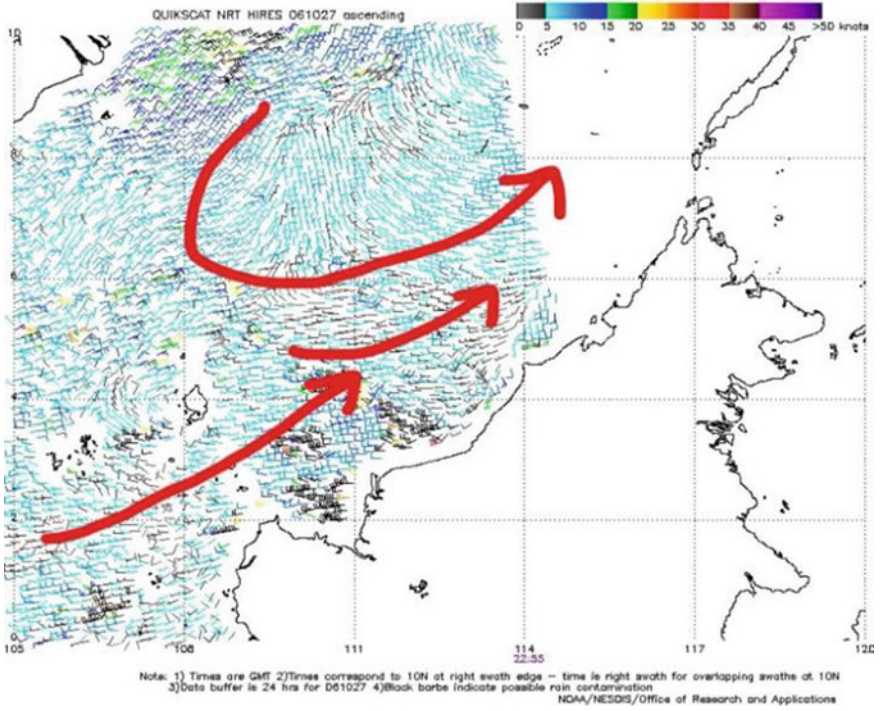 QUIKSCAT NRT HIRES 061027 ascending
0 5 10 15 20 25 30 35 40 45 >50 knots
10
8
6
4
2
0
105 108 111 114 117 120
22:55
Note: 1) Times are GMT 2)Times correspond to 10N at right swath edge – time is right swath for overlapping swaths at 10N
3)Data buffer is 24 hrs for 061027 4)Black barbs indicate possible rain contamination
NOAA/NESDIS/Office of Research and Applications